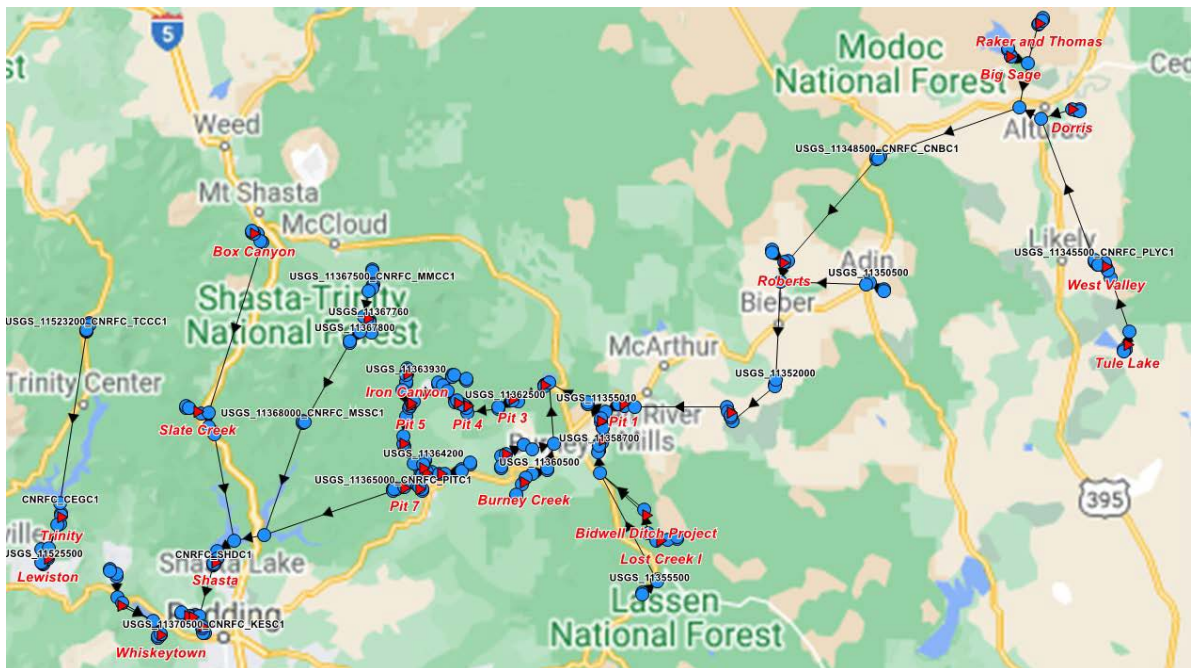 5
st
Modoc
National Forest
Raker and Thomas
Big Sage
Ced
Weed
Alturas
Dorris
USGS_11348500_CNRFC_CNBC1
Mt Shasta
McCloud
Box Canyon
Adin
Likely
USGS_11345500_CNRFC_PLYC1
West Valley
USGS_11367500_CNRFC_MMCC1
USGS_11350500
Roberts
Bieber
Shasta-Trinity
National Forest
USGS_11367760
USGS_11367800
USGS_11523200_CNRFC_TCCC1
Tule Lake
McArthur
Trinity Center
USGS_11363930
USGS_11352000
Iron Canyon
USGS_11362500
USGS_11355010
Slate Creek
USGS_11368000_CNRFC_MSSC1
Pit 5
Pit 4
Pit 3
Pit 1
River
Mills
Burney
USGS_11358700
USGS_11364200
USGS_11360500
USGS_11365000_CNRFC_PITC1
Pit 7
Burney Creek
395
CNRFC_CEGC1
Trinity
ville
Bidwell Ditch Project
USGS_11525500
Lewiston
CNRFC_SHDC1
Shasta Lake
Shasta
Lost Creek I
USGS_11355500
Lassen
National Forest
USGS_11370500_CNRFC_KESC1
Redding
Whiskeytown